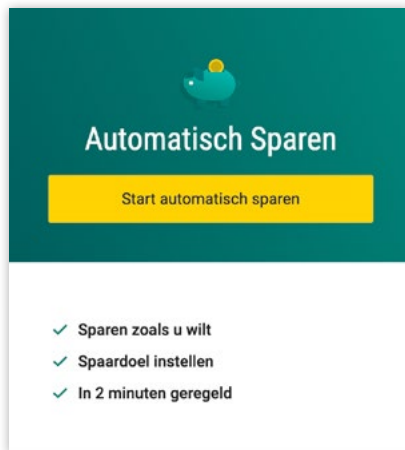 Automatisch Sparen
Start automatisch sparen
Sparen zoals u wilt
Spaardoel instellen
In 2 minuten geregeld